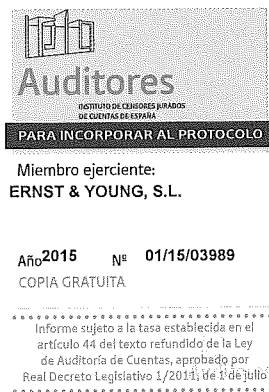 Auditores
INSTITUTO DE CENSORES JURADOS
DE CUENTAS DE ESPAÑA
PARA INCORPORAR AL PROTOCOLO
Miembro ejerciente:
ERNST & YOUNG, S.L.
Año 2015 Nº 01/15/03989
COPIA GRATUITA
Informe sujeto a la tasa establecida en el
artículo 44 del texto refundido de la Ley
de Auditoría de Cuentas, aprobado por
Real Decreto Legislativo 1/2011, de 1 de julio